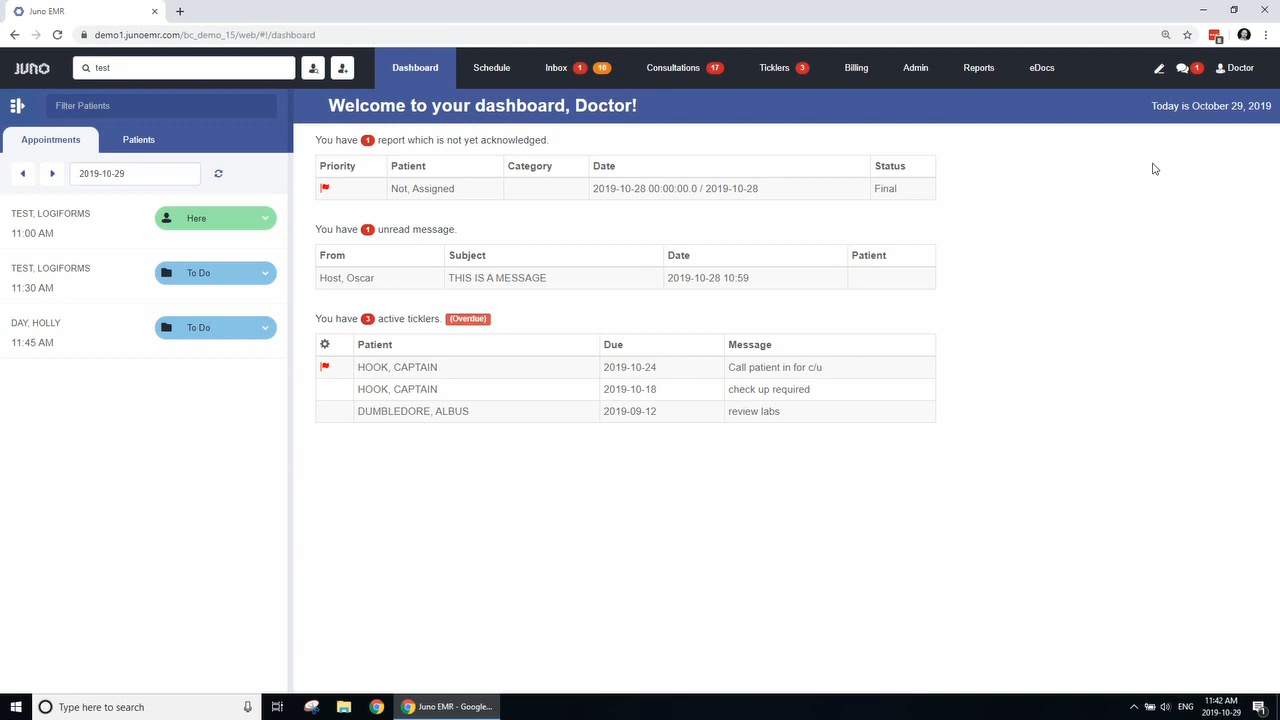 Juno EMR
demo1.junoemr.com/bc_demo_15/web/#!/dashboard
8
JUNO
test
Dashboard
Schedule
Inbox 1 10
Consultations 17
Ticklers 3
Billing
Admin
Reports
eDocs
1
Doctor
Filter Patients
Welcome to your dashboard, Doctor!
Today is October 29, 2019
Appointments
Patients
2019-10-29
TEST, LOGIFORMS
11:00 AM
Here
TEST, LOGIFORMS
11:30 AM
To Do
DAY, HOLLY
11:45 AM
To Do
You have 1 report which is not yet acknowledged.
Priority Patient Category Date Status
Not, Assigned 2019-10-28 00:00:00.0 / 2019-10-28 Final
You have 1 unread message.
From Subject Date Patient
Host, Oscar THIS IS A MESSAGE 2019-10-28 10:59
You have 3 active ticklers. (Overdue)
Patient Due Message
HOOK, CAPTAIN 2019-10-24 Call patient in for c/u
HOOK, CAPTAIN 2019-10-18 check up required
DUMBLEDORE, ALBUS 2019-09-12 review labs
Type here to search
Juno EMR - Google...
ENG
11:42 AM
2019-10-29
1